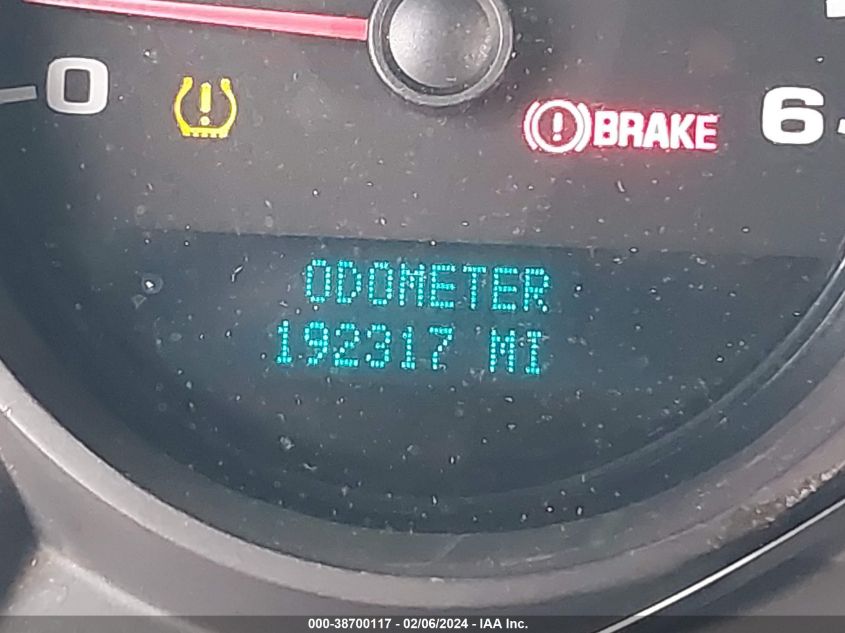 0
BRAKE
6
ODOMETER
192317 MI
000-38700117 - 02/06/2024 - IAA Inc.